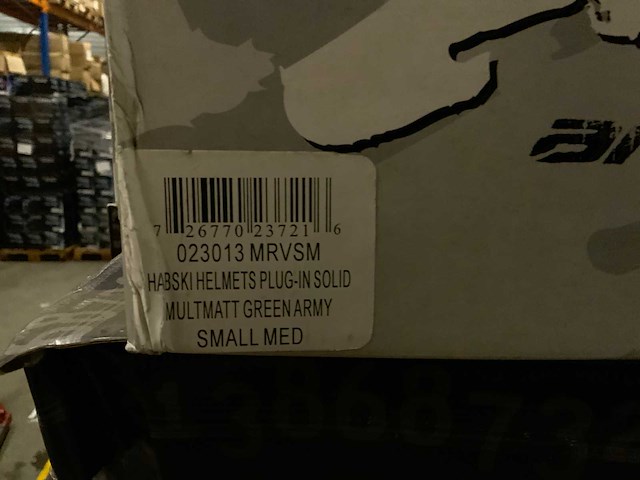 7 26770 23721 6
023013 MRVSM
HABSKI HELMETS PLUG-IN SOLID
MULTMATT GREEN ARMY
SMALL MED